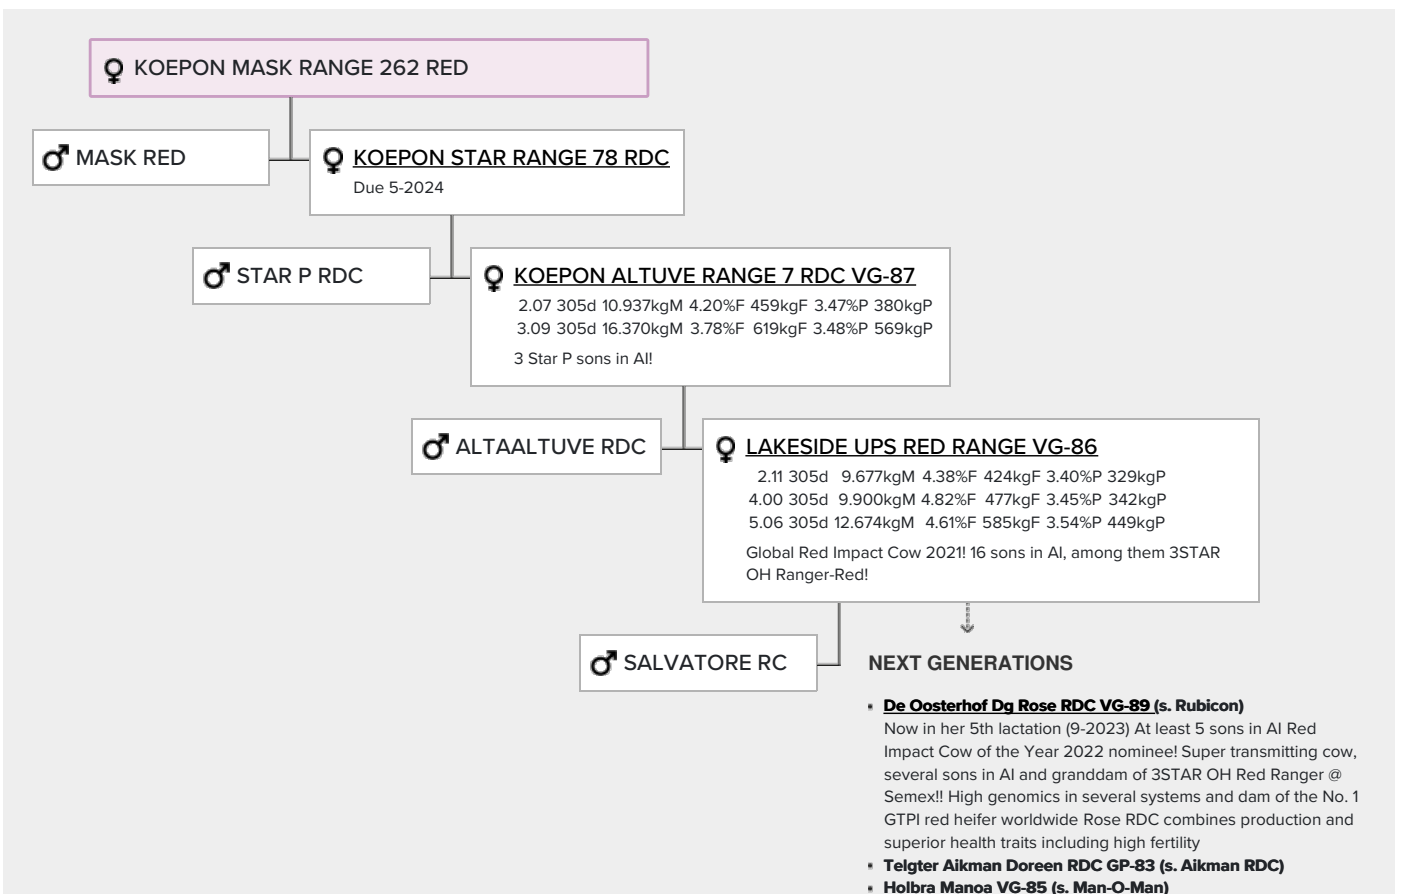 KOEPON MASK RANGE 262 RED
MASK RED
KOEPON STAR RANGE 78 RDC
Due 5-2024
STAR P RDC
KOEPON ALTUVE RANGE 7 RDC VG-87
2.07 305d 10.937kgM 4.20%F 459kgF 3.47%P 380kgP
3.09 305d 16.370kgM 3.78%F 619kgF 3.48%P 569kgP
3 Star P sons in AI!
ALTAALTUVE RDC
LAKESIDE UPS RED RANGE VG-86
2.11 305d 9.677kgM 4.38%F 424kgF 3.40%P 329kgP
4.00 305d 9.900kgM 4.82%F 477kgF 3.45%P 342kgP
5.06 305d 12.674kgM 4.61%F 585kgF 3.54%P 449kgP
Global Red Impact Cow 2021! 16 sons in AI, among them 3STAR
OH Ranger-Red!
SALVATORE RC
NEXT GENERATIONS
De Oosterhof Dg Rose RDC VG-89 (s. Rubicon)
Now in her 5th lactation (9-2023) At least 5 sons in AI Red
Impact Cow of the Year 2022 nominee! Super transmitting cow,
several sons in AI and granddam of 3STAR OH Red Ranger @
Semex!! High genomics in several systems and dam of the No. 1
GTPI red heifer worldwide Rose RDC combines production and
superior health traits including high fertility
Telgter Aikman Doreen RDC GP-83 (s. Aikman RDC)
Holbra Manoa VG-85 (s. Man-O-Man)